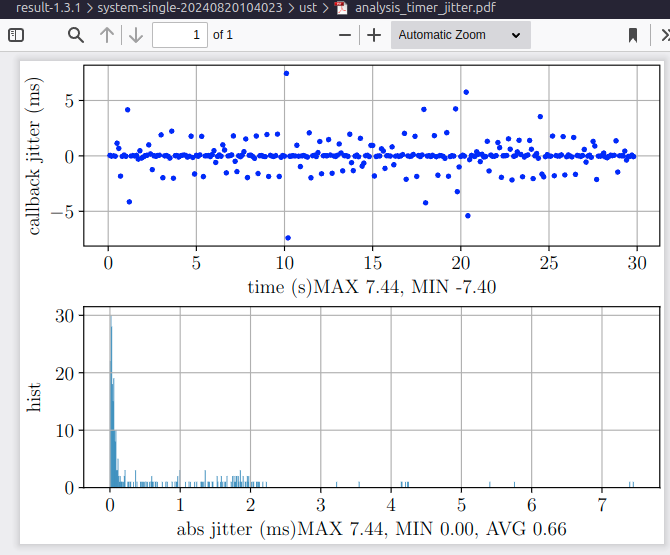 result-1.3.1 > system-single-20240820104023 > ust > analysis_timer_jitter.pdf
1 of 1 Automatic Zoom
callback jitter (ms)
5
0
−5
0 5 10 15 20 25 30
time (s)MAX 7.44, MIN -7.40
hist
30
20
10
0
0 1 2 3 4 5 6 7
abs jitter (ms)MAX 7.44, MIN 0.00, AVG 0.66